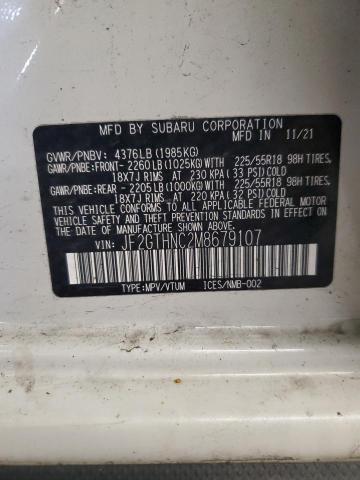 MFD. BY SUBARU CORPORATION
MFD.IN 11/21
GVWR/PNBV: 4376LB(1985KG)
GAWR/PNBE:FRONT- 2260LB(1025KG)WITH 225/55R18 98H TIRES,
18X7J RIMS AT 230 KPA(33 PSI)COLD
GAWR/PNBE:REAR - 2205LB(1000KG)WITH 225/55R18 98H TIRES,
18X7J RIMS AT 220 KPA(32 PSI)COLD
THIS VEHICLE CONFORMS TO ALL APPLICABLE FEDERAL MOTOR
VEHICLE SAFETY STANDARDS IN EFFECT ON THE DATE OF
MANUFACTURE SHOWN ABOVE.
VIN: JF2GTHNC2M8679107
TYPE:MPV/VTUM ICES/NMB-002